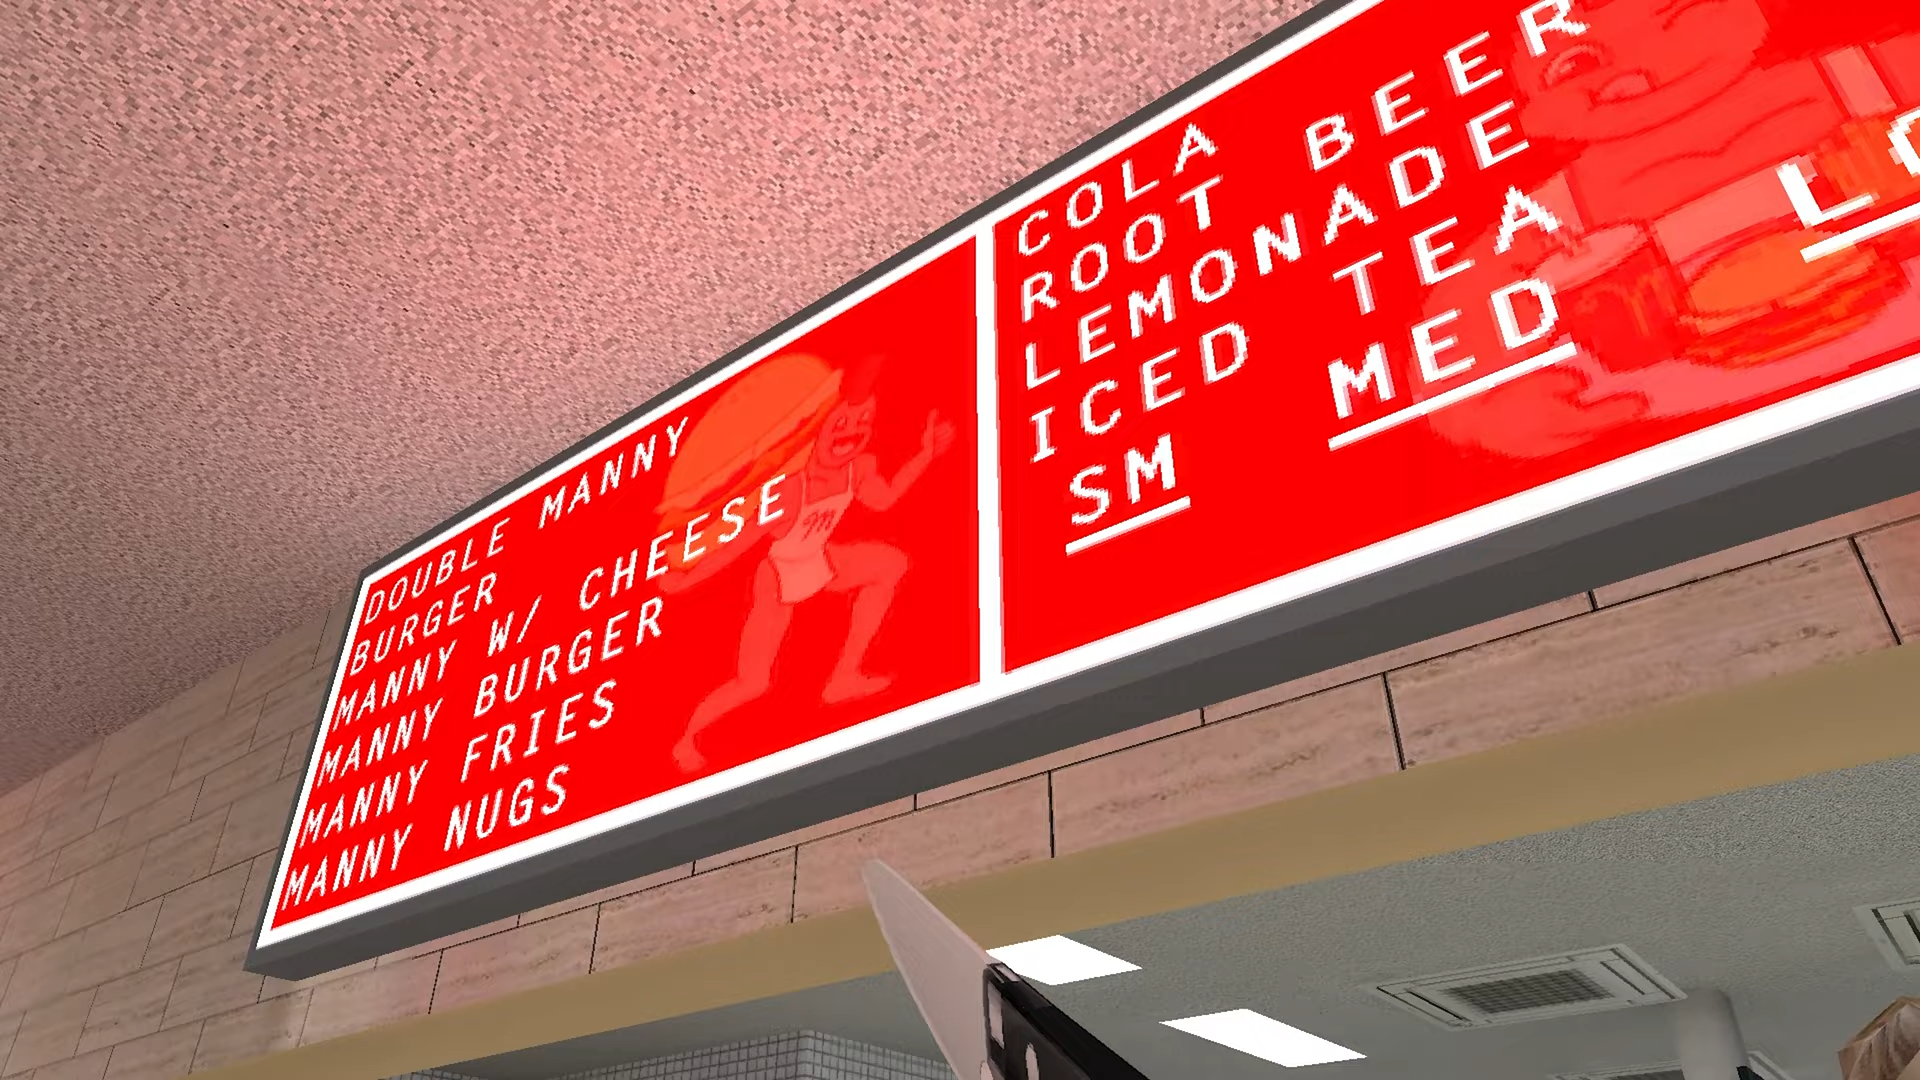 DOUBLE MANNY
BURGER
MANNY W/ CHEESE
MANNY BURGER
MANNY FRIES
MANNY NUGS
COLA
ROOT BEER
LEMONADE
ICED TEA
SM MED